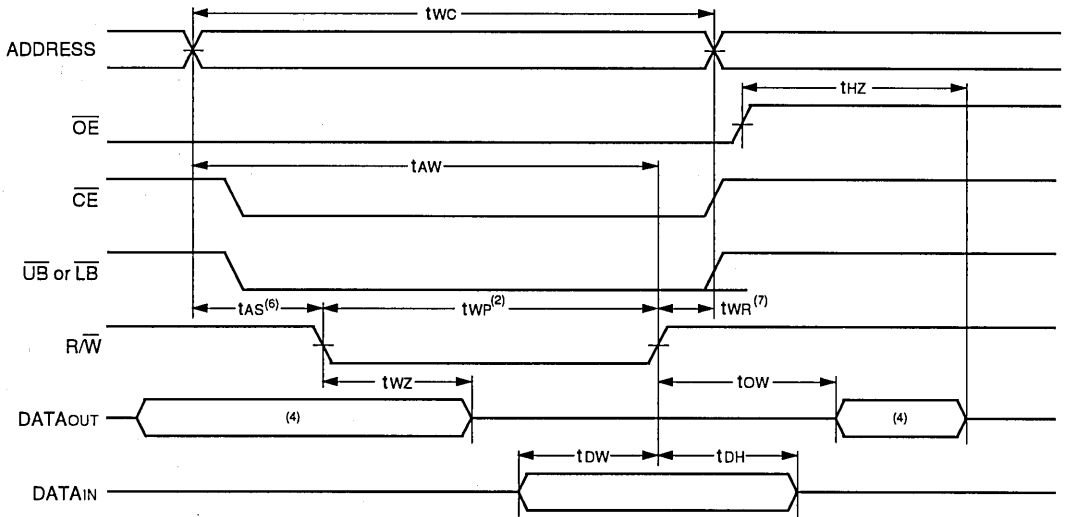 tWC
ADDRESS
tHZ
OE
tAW
CE
UB or LB
tAS(6)
tWP(2)
tWR(7)
R/W
tWZ
tOW
DATAOUT
(4)
(4)
tDW
tDH
DATAIN